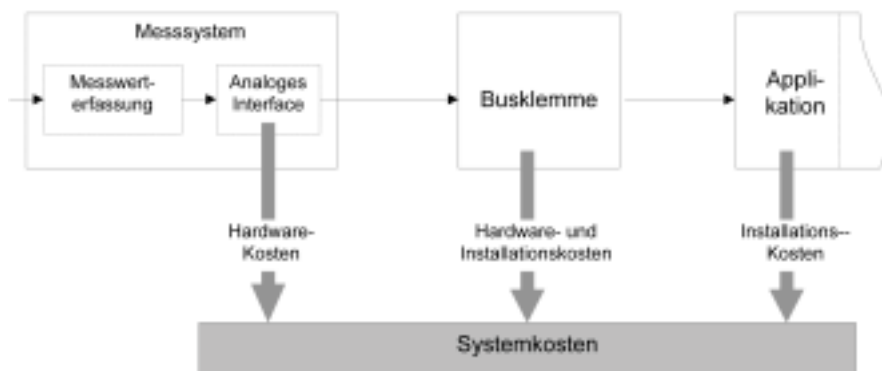 Messsystem
Messwert-
erfassung
Analoges
Interface
Busklemme
Appli-
kation
Hardware-
Kosten
Hardware- und
Installationskosten
Installations--
Kosten
Systemkosten